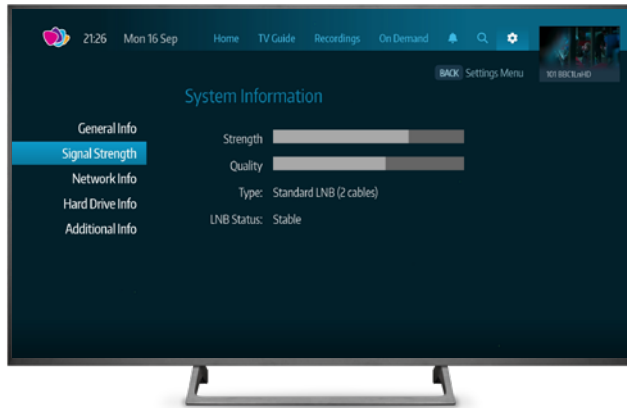 21:26 Mon 16 Sep Home TV Guide Recordings On Demand
BACK Settings Menu
101 BBC1LnHD
System Information
General Info
Signal Strength
Network Info
Hard Drive Info
Additional Info
Strength
Quality
Type: Standard LNB (2 cables)
LNB Status: Stable